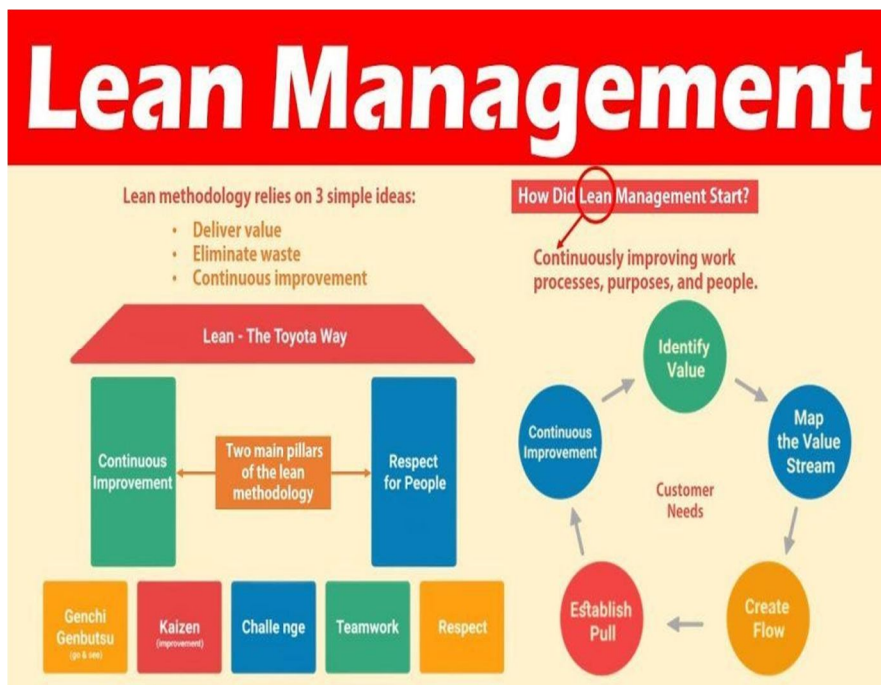 Lean Management
Lean methodology relies on 3 simple ideas:
• Deliver value
• Eliminate waste
• Continuous improvement
How Did Lean Management Start?
Continuously improving work
processes, purposes, and people.
Lean - The Toyota Way
Continuous
Improvement
Two main pillars
of the lean
methodology
Respect
for People
Genchi
Genbutsu
(go & see)
Kaizen
(improvement)
Challe nge
Teamwork
Respect
Identify
Value
Map
the Value
Stream
Create
Flow
Establish
Pull
Continuous
Improvement
Customer
Needs